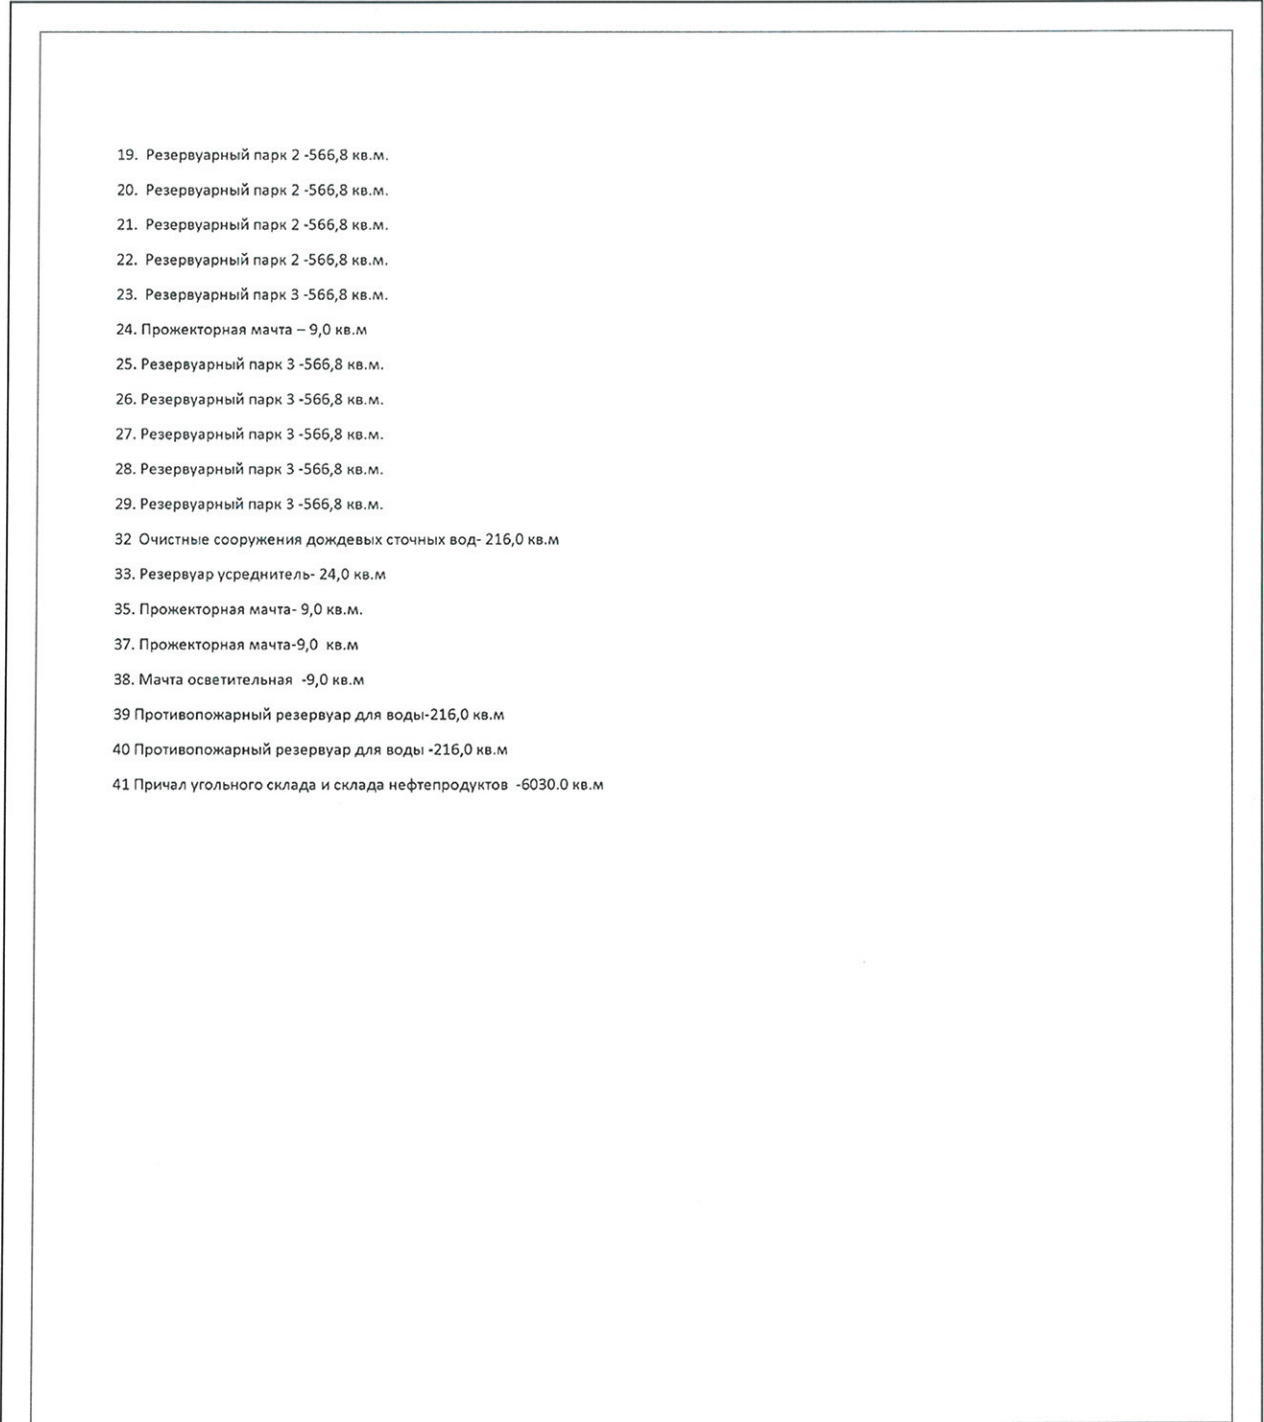 19. Резервуарный парк 2 -566,8 кв.м.
20. Резервуарный парк 2 -566,8 кв.м.
21. Резервуарный парк 2 -566,8 кв.м.
22. Резервуарный парк 2 -566,8 кв.м.
23. Резервуарный парк 3 -566,8 кв.м.
24. Прожекторная мачта – 9,0 кв.м
25. Резервуарный парк 3 -566,8 кв.м.
26. Резервуарный парк 3 -566,8 кв.м.
27. Резервуарный парк 3 -566,8 кв.м.
28. Резервуарный парк 3 -566,8 кв.м.
29. Резервуарный парк 3 -566,8 кв.м.
32 Очистные сооружения дождевых сточных вод- 216,0 кв.м
33. Резервуар усреднитель- 24,0 кв.м
35. Прожекторная мачта- 9,0 кв.м.
37. Прожекторная мачта-9,0 кв.м
38. Мачта осветительная -9,0 кв.м
39 Противопожарный резервуар для воды-216,0 кв.м
40 Противопожарный резервуар для воды -216,0 кв.м
41 Причал угольного склада и склада нефтепродуктов -6030.0 кв.м